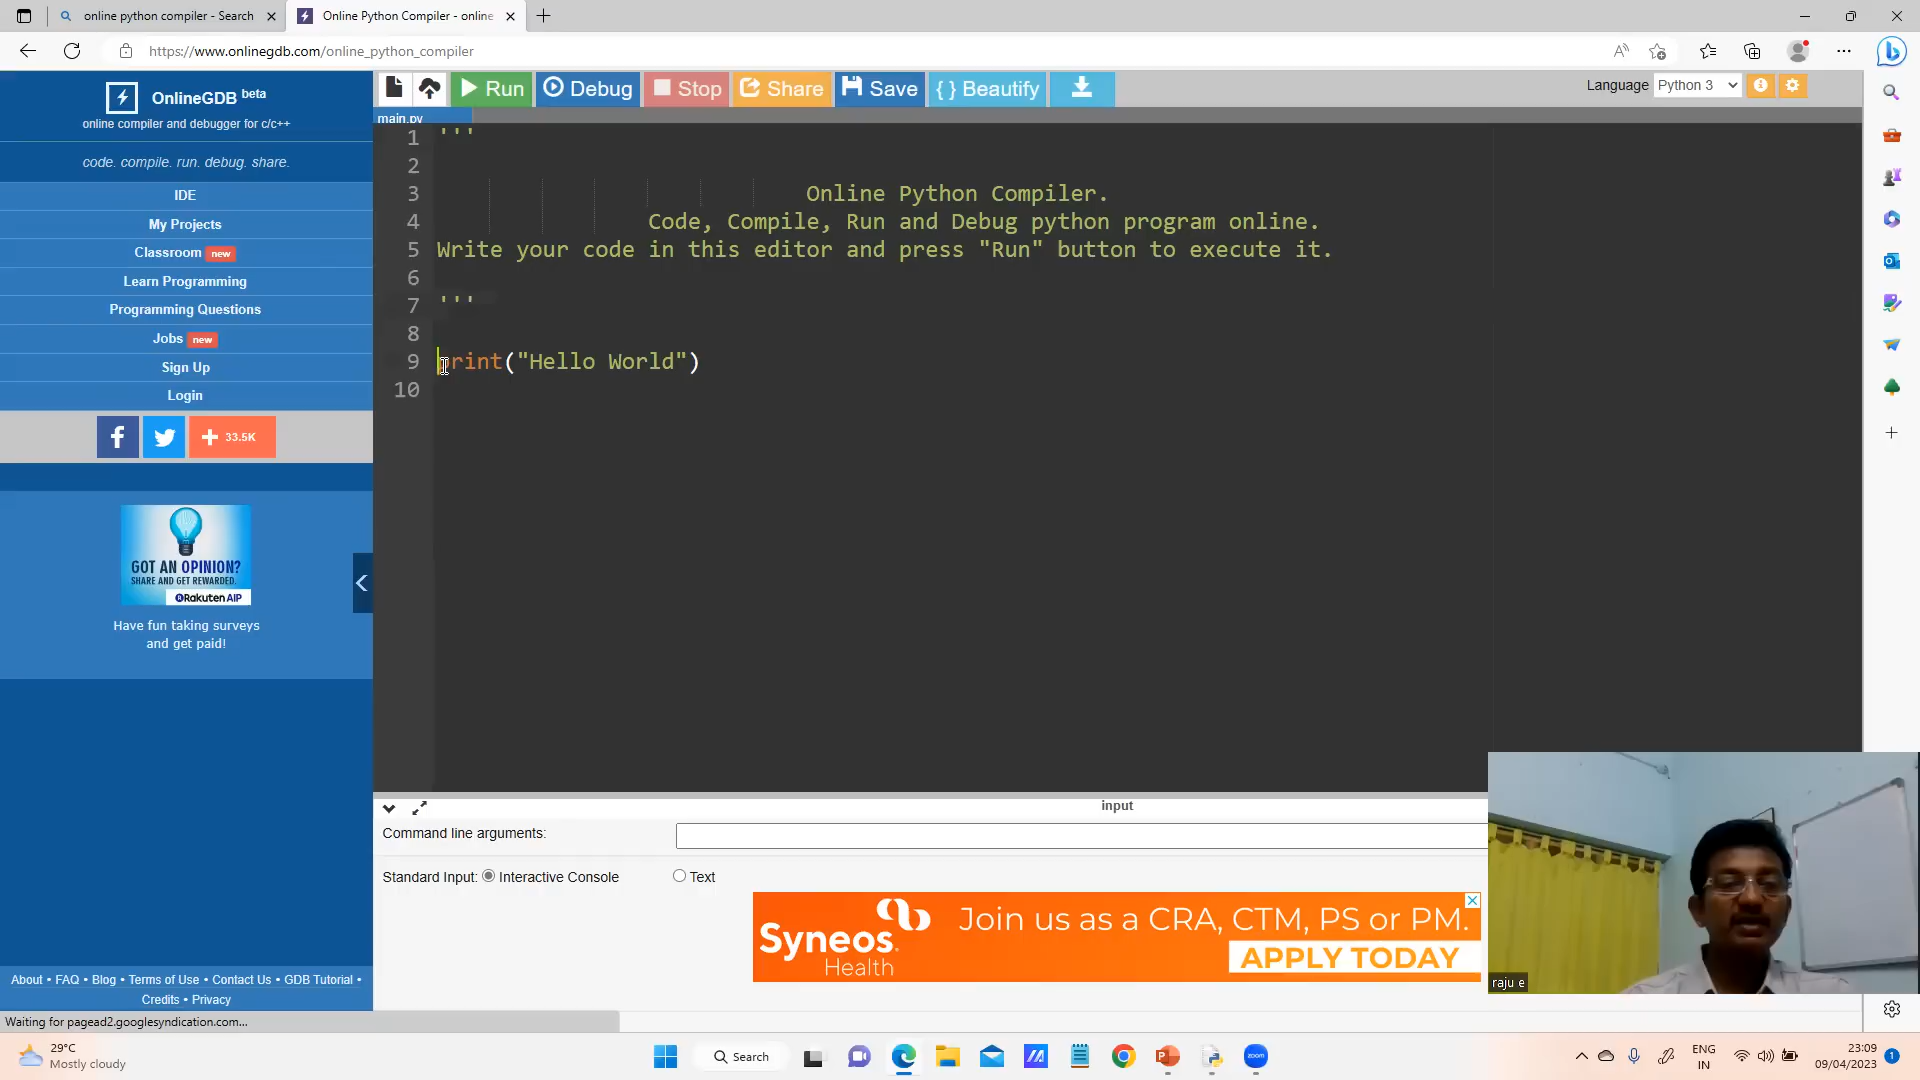 online python compiler - Search
Online Python Compiler - online
https://www.onlinegdb.com/online_python_compiler
OnlineGDB beta
online compiler and debugger for c/c++
code. compile. run. debug. share.
IDE
My Projects
Classroom new
Learn Programming
Programming Questions
Jobs new
Sign Up
Login
33.5K
GOT AN OPINION?
SHARE AND GET REWARDED.
Rakuten AIP
Have fun taking surveys
and get paid!
About • FAQ • Blog • Terms of Use • Contact Us • GDB Tutorial •
Credits • Privacy
Waiting for pagead2.googlesyndication.com...
Run Debug Stop Share Save { } Beautify
Language Python 3
main.py
1 '''
2
3 Online Python Compiler.
4 Code, Compile, Run and Debug python program online.
5 Write your code in this editor and press "Run" button to execute it.
6
7 '''
8
9 print("Hello World")
10
input
Command line arguments:
Standard Input: Interactive Console Text
Syneos Health
Join us as a CRA, CTM, PS or PM.
APPLY TODAY
raju e
29°C
Mostly cloudy
Search
zoom
ENG
IN
23:09
09/04/2023
1